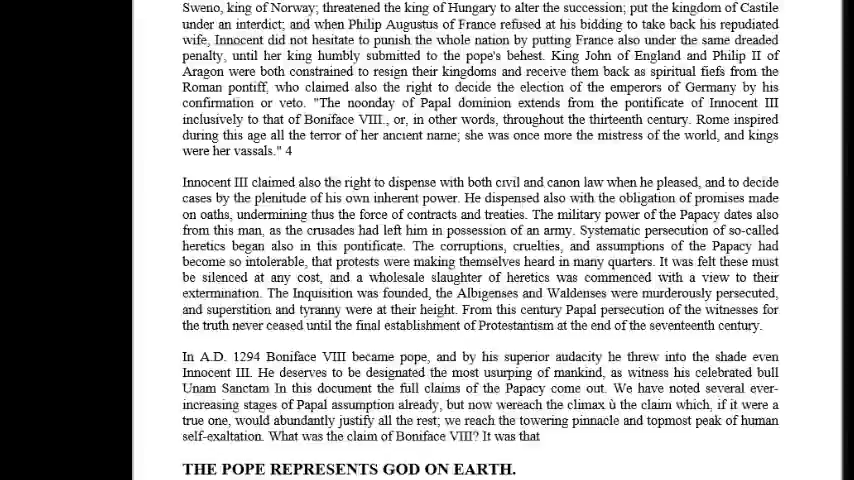 Sweno, king of Norway; threatened the king of Hungary to alter the succession; put the kingdom of Castile
under an interdict; and when Philip Augustus of France refused at his bidding to take back his repudiated
wife, Innocent did not hesitate to punish the whole nation by putting France also under the same dreaded
penalty, until her king humbly submitted to the pope's behest. King John of England and Philip II of
Aragon were both constrained to resign their kingdoms and receive them back as spiritual fiefs from the
Roman pontiff, who claimed also the right to decide the election of the emperors of Germany by his
confirmation or veto. "The noonday of Papal dominion extends from the pontificate of Innocent III
inclusively to that of Boniface VIII., or, in other words, throughout the thirteenth century. Rome inspired
during this age all the terror of her ancient name; she was once more the mistress of the world, and kings
were her vassals." 4
Innocent III claimed also the right to dispense with both civil and canon law when he pleased, and to decide
cases by the plenitude of his own inherent power. He dispensed also with the obligation of promises made
on oaths, undermining thus the force of contracts and treaties. The military power of the Papacy dates also
from this man, as the crusades had left him in possession of an army. Systematic persecution of so-called
heretics began also in this pontificate. The corruptions, cruelties, and assumptions of the Papacy had
become so intolerable, that protests were making themselves heard in many quarters. It was felt these must
be silenced at any cost, and a wholesale slaughter of heretics was commenced with a view to their
extermination. The Inquisition was founded, the Albigenses and Waldenses were murderously persecuted,
and superstition and tyranny were at their height. From this century Papal persecution of the witnesses for
the truth never ceased until the final establishment of Protestantism at the end of the seventeenth century.
In A.D. 1294 Boniface VIII became pope, and by his superior audacity he threw into the shade even
Innocent III. He deserves to be designated the most usurping of mankind, as witness his celebrated bull
Unam Sanctam In this document the full claims of the Papacy come out. We have noted several ever-
increasing stages of Papal assumption already, but now wereach the climax ù the claim which, if it were a
true one, would abundantly justify all the rest; we reach the towering pinnacle and topmost peak of human
self-exaltation. What was the claim of Boniface VIII? It was that
THE POPE REPRESENTS GOD ON EARTH.